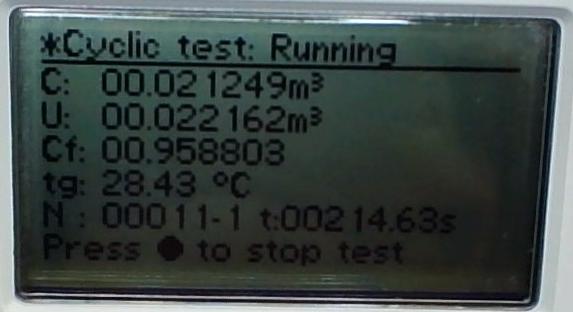 *Cyclic test: Running
C: 00.021249m³
U: 00.022162m³
Cf: 00.958803
tg: 28.43 °C
N : 00011-1 t:00214.63s
Press ● to stop test